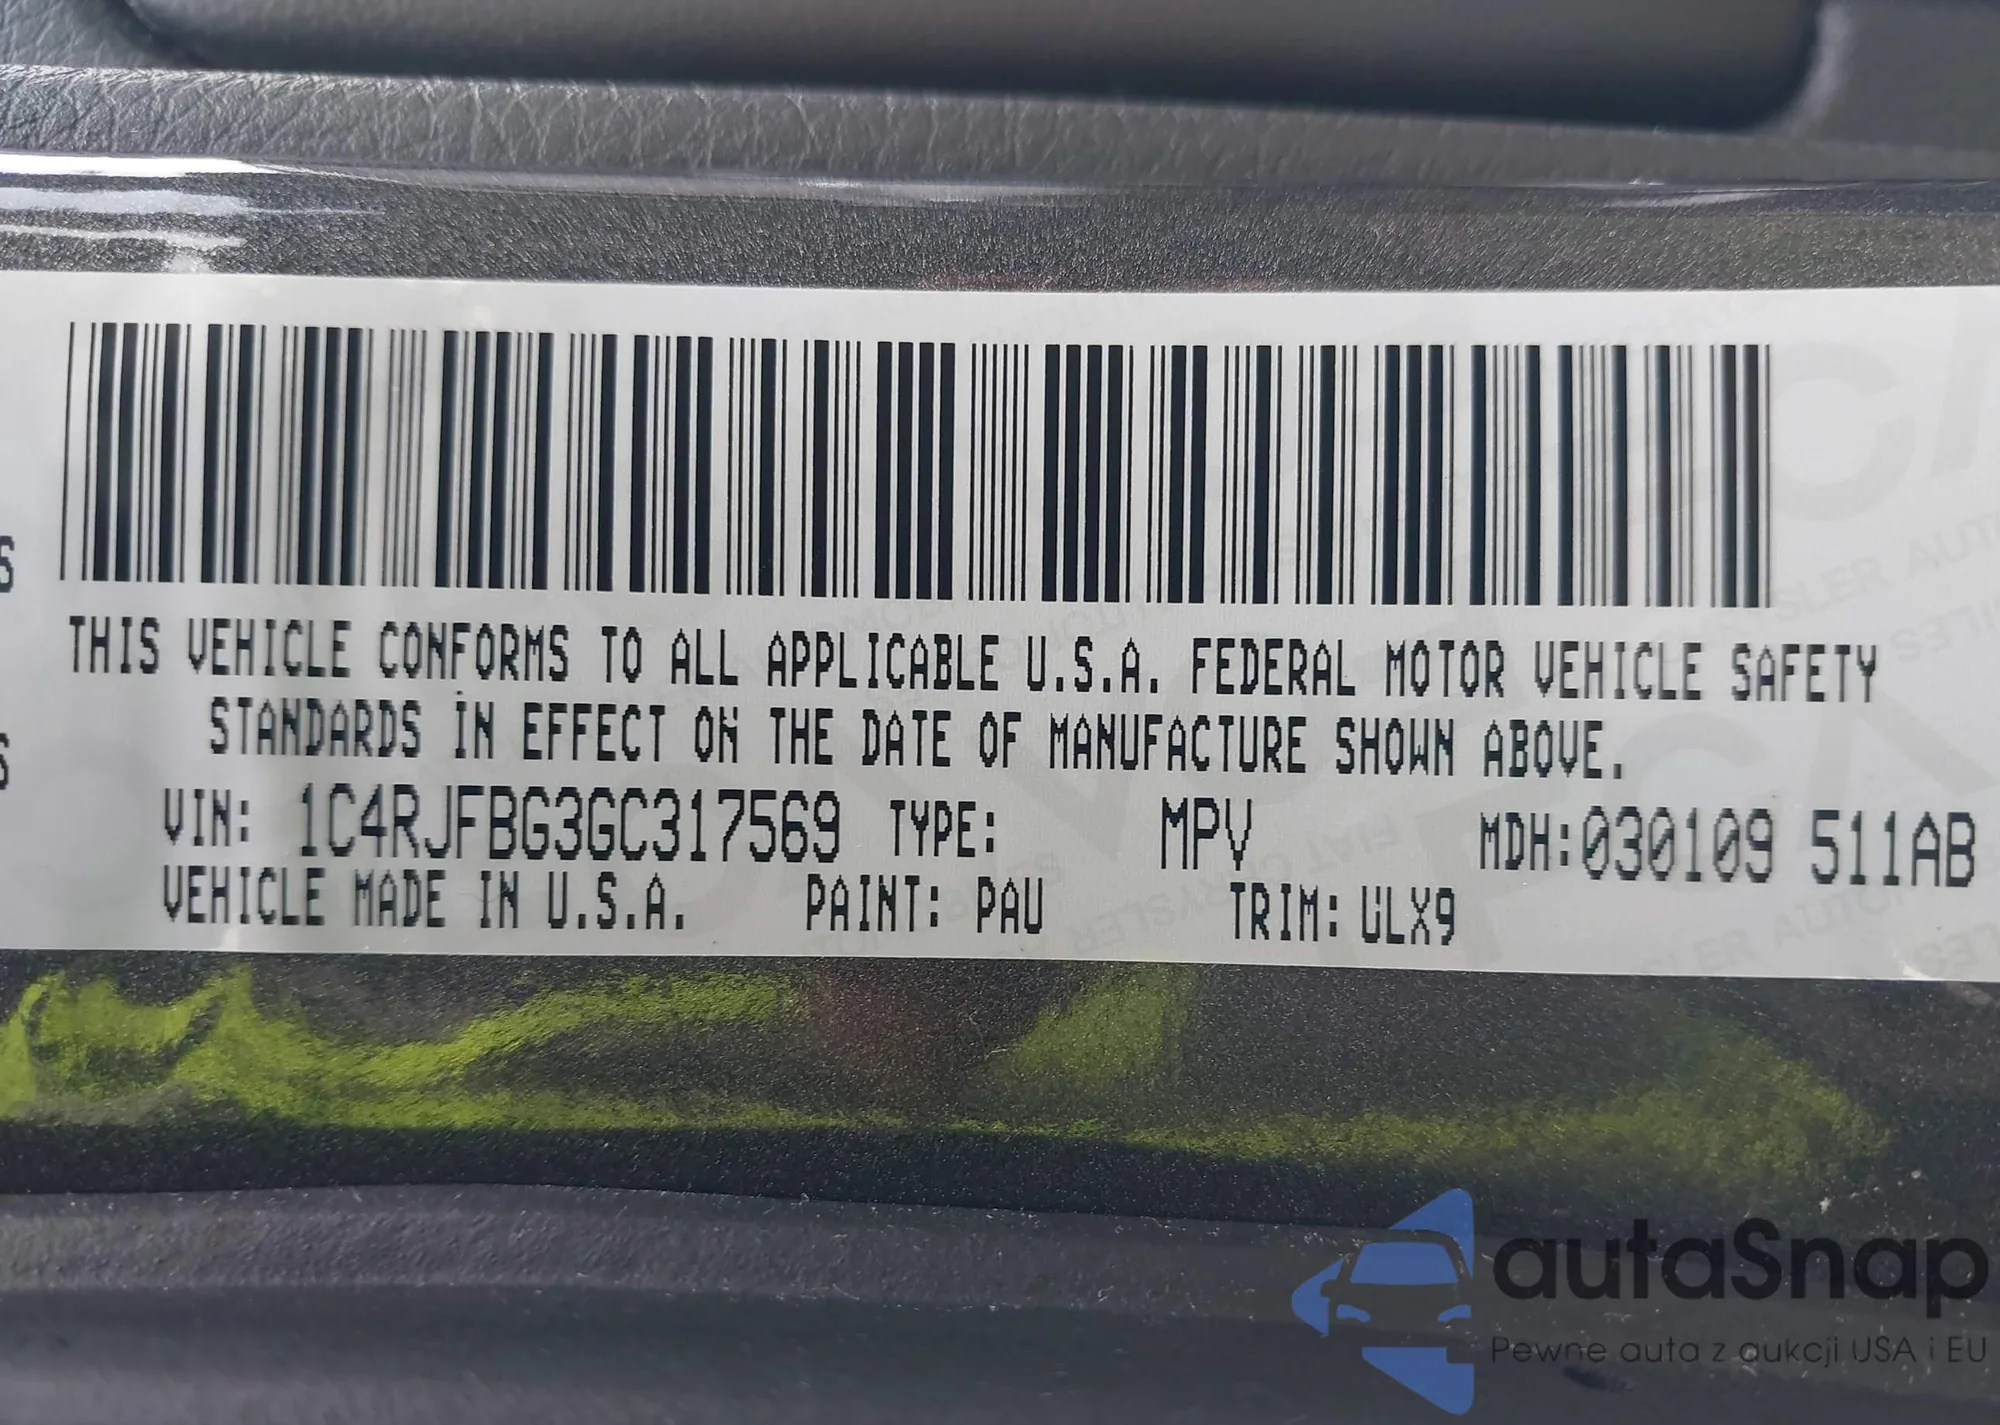 THIS VEHICLE CONFORMS TO ALL APPLICABLE U.S.A. FEDERAL MOTOR VEHICLE SAFETY
STANDARDS IN EFFECT ON THE DATE OF MANUFACTURE SHOWN ABOVE.
VIN: 1C4RJFBG3GC317569 TYPE: MPV MDH:030109 511AB
VEHICLE MADE IN U.S.A. PAINT: PAU TRIM: ULX9
autaSnap
Pewne auta z aukcji USA i EU